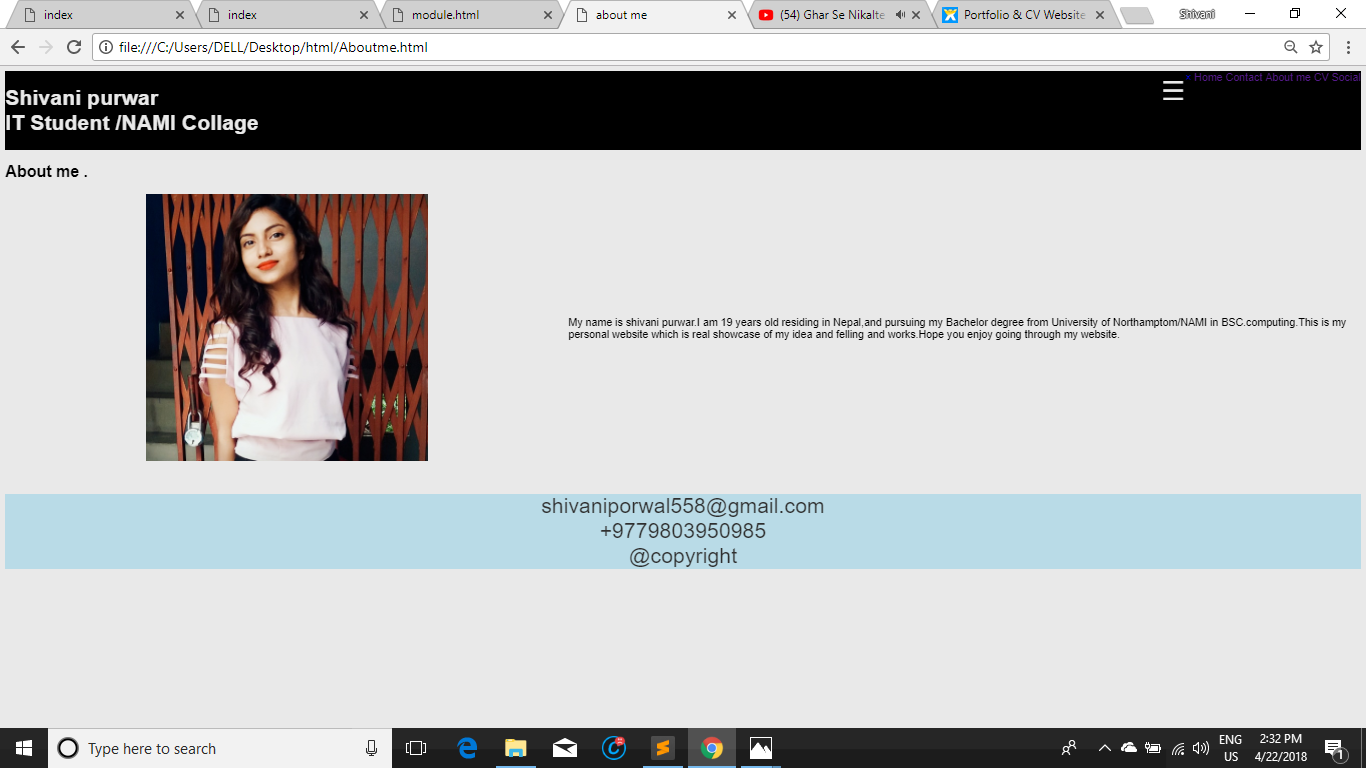 index
index
module.html
about me
(54) Ghar Se Nikalte
Portfolio & CV Website
Shivani
file:///C:/Users/DELL/Desktop/html/Aboutme.html
☰
Home Contact About me CV Social
Shivani purwar
IT Student /NAMI Collage
About me .
My name is shivani purwar.I am 19 years old residing in Nepal,and pursuing my Bachelor degree from University of Northamptom/NAMI in BSC.computing.This is my
personal website which is real showcase of my idea and felling and works.Hope you enjoy going through my website.
shivaniporwal558@gmail.com
+9779803950985
@copyright
Type here to search
ENG
US
2:32 PM
4/22/2018
1